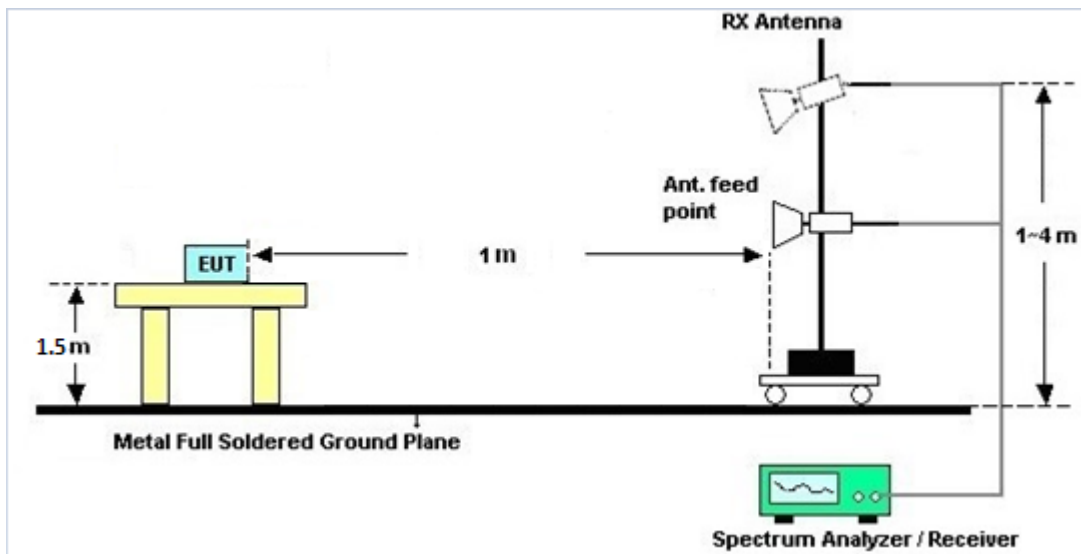 RX Antenna
Ant. feed
point
EUT
1 m
1~4 m
1.5 m
Metal Full Soldered Ground Plane
Spectrum Analyzer / Receiver